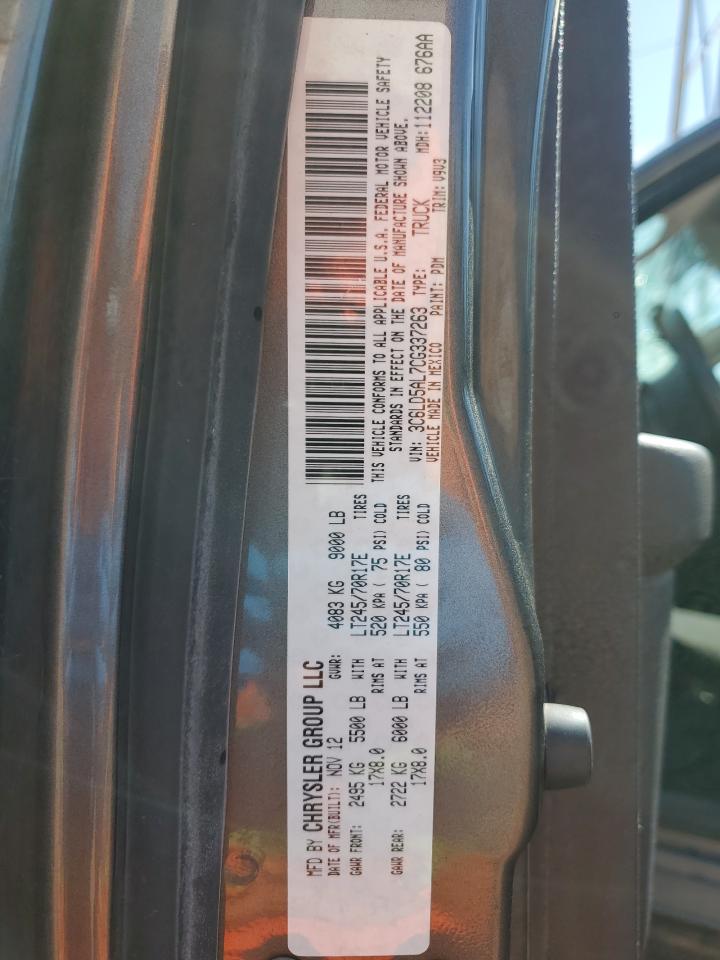 MFD BY CHRYSLER GROUP LLC
DATE OF MFR(BUILT): NOV 12 GVWR: 4083 KG 9000 LB
GAWR FRONT: 2495 KG 5500 LB WITH LT245/70R17E TIRES
17X8.0 RIMS AT 520 KPA ( 75 PSI) COLD
GAWR REAR: 2722 KG 6000 LB WITH LT245/70R17E TIRES
17X8.0 RIMS AT 550 KPA ( 80 PSI) COLD
THIS VEHICLE CONFORMS TO ALL APPLICABLE U.S.A. FEDERAL MOTOR VEHICLE SAFETY
STANDARDS IN EFFECT ON THE DATE OF MANUFACTURE SHOWN ABOVE.
VIN: 3C6LD5AL7CG337263 TYPE: TRUCK MDH: 112208 676AA
VEHICLE MADE IN MEXICO PAINT: PDM TRIM: V9V3